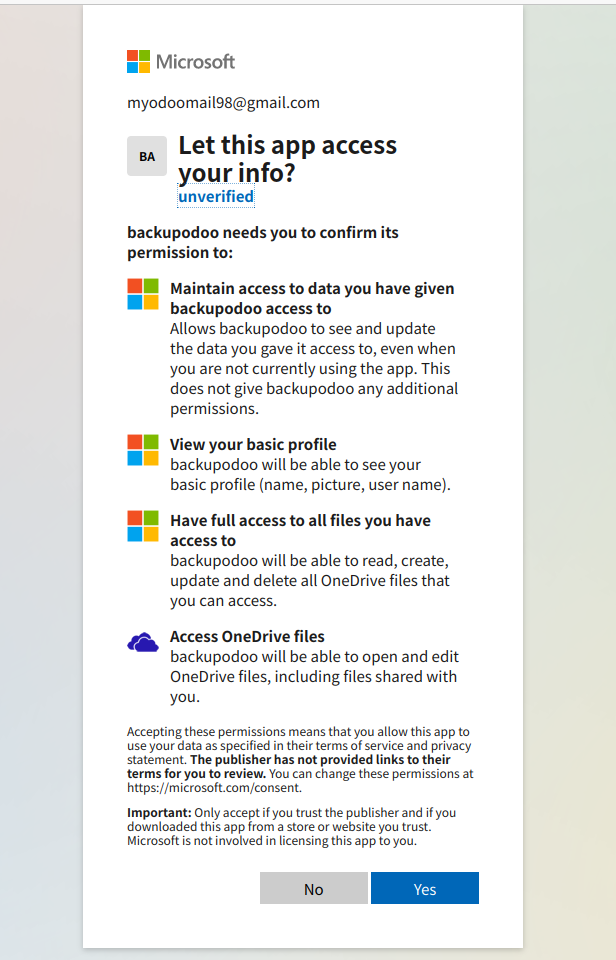 Microsoft
myodoomail98@gmail.com
BA
Let this app access
your info?
unverified
backupodoo needs you to confirm its
permission to:
Maintain access to data you have given
backupodoo access to
Allows backupodoo to see and update
the data you gave it access to, even when
you are not currently using the app. This
does not give backupodoo any additional
permissions.
View your basic profile
backupodoo will be able to see your
basic profile (name, picture, user name).
Have full access to all files you have
access to
backupodoo will be able to read, create,
update and delete all OneDrive files that
you can access.
Access OneDrive files
backupodoo will be able to open and edit
OneDrive files, including files shared with
you.
Accepting these permissions means that you allow this app to
use your data as specified in their terms of service and privacy
statement. The publisher has not provided links to their
terms for you to review. You can change these permissions at
https://microsoft.com/consent.
Important: Only accept if you trust the publisher and if you
downloaded this app from a store or website you trust.
Microsoft is not involved in licensing this app to you.
No
Yes